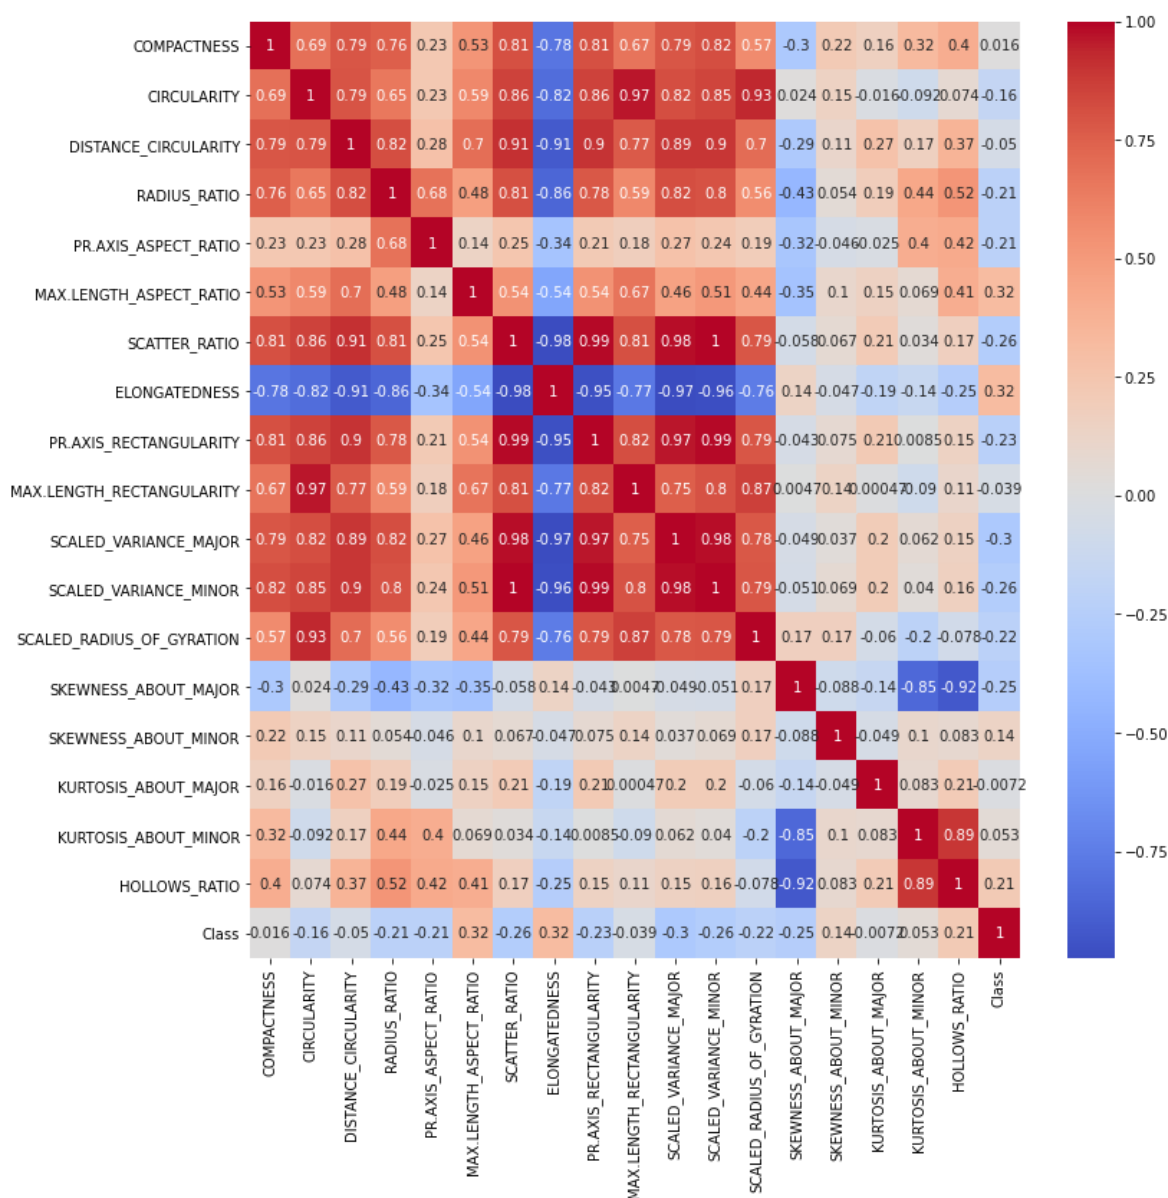 COMPACTNESS 1 0.69 0.79 0.76 0.23 0.53 0.81 -0.78 0.81 0.67 0.79 0.82 0.57 -0.3 0.22 0.16 0.32 0.4 0.016
CIRCULARITY 0.69 1 0.79 0.65 0.23 0.59 0.86 -0.82 0.86 0.97 0.82 0.85 0.93 0.024 0.15 -0.016 -0.092 0.074 -0.16
DISTANCE_CIRCULARITY 0.79 0.79 1 0.82 0.28 0.7 0.91 -0.91 0.9 0.77 0.89 0.9 0.7 -0.29 0.11 0.27 0.17 0.37 -0.05
RADIUS_RATIO 0.76 0.65 0.82 1 0.68 0.48 0.81 -0.86 0.78 0.59 0.82 0.8 0.56 -0.43 0.054 0.19 0.44 0.52 -0.21
PR.AXIS_ASPECT_RATIO 0.23 0.23 0.28 0.68 1 0.14 0.25 -0.34 0.21 0.18 0.27 0.24 0.19 -0.32 -0.046 -0.025 0.4 0.42 -0.21
MAX.LENGTH_ASPECT_RATIO 0.53 0.59 0.7 0.48 0.14 1 0.54 -0.54 0.54 0.67 0.46 0.51 0.44 -0.35 0.1 0.15 0.069 0.41 0.32
SCATTER_RATIO 0.81 0.86 0.91 0.81 0.25 0.54 1 -0.98 0.99 0.81 0.98 1 0.79 -0.058 0.067 0.21 0.034 0.17 -0.26
ELONGATEDNESS -0.78 -0.82 -0.91 -0.86 -0.34 -0.54 -0.98 1 -0.95 -0.77 -0.97 -0.96 -0.76 0.14 -0.047 -0.19 -0.14 -0.25 0.32
PR.AXIS_RECTANGULARITY 0.81 0.86 0.9 0.78 0.21 0.54 0.99 -0.95 1 0.82 0.97 0.99 0.79 -0.043 0.075 0.21 0.0085 0.15 -0.23
MAX.LENGTH_RECTANGULARITY 0.67 0.97 0.77 0.59 0.18 0.67 0.81 -0.77 0.82 1 0.75 0.8 0.87 0.0047 0.14 0.00047 -0.09 0.11 -0.039
SCALED_VARIANCE_MAJOR 0.79 0.82 0.89 0.82 0.27 0.46 0.98 -0.97 0.97 0.75 1 0.98 0.78 -0.049 0.037 0.2 0.062 0.15 -0.3
SCALED_VARIANCE_MINOR 0.82 0.85 0.9 0.8 0.24 0.51 1 -0.96 0.99 0.8 0.98 1 0.79 -0.051 0.069 0.2 0.04 0.16 -0.26
SCALED_RADIUS_OF_GYRATION 0.57 0.93 0.7 0.56 0.19 0.44 0.79 -0.76 0.79 0.87 0.78 0.79 1 0.17 0.17 -0.06 -0.2 -0.078 -0.22
SKEWNESS_ABOUT_MAJOR -0.3 0.024 -0.29 -0.43 -0.32 -0.35 -0.058 0.14 -0.043 0.0047 -0.049 -0.051 0.17 1 -0.088 -0.14 -0.85 -0.92 -0.25
SKEWNESS_ABOUT_MINOR 0.22 0.15 0.11 0.054 -0.046 0.1 0.067 -0.047 0.075 0.14 0.037 0.069 0.17 -0.088 1 -0.049 0.1 0.083 0.14
KURTOSIS_ABOUT_MAJOR 0.16 -0.016 0.27 0.19 -0.025 0.15 0.21 -0.19 0.21 0.00047 0.2 0.2 -0.06 -0.14 -0.049 1 0.083 0.21 -0.0072
KURTOSIS_ABOUT_MINOR 0.32 -0.092 0.17 0.44 0.4 0.069 0.034 -0.14 0.0085 -0.09 0.062 0.04 -0.2 -0.85 0.1 0.083 1 0.89 0.053
HOLLOWS_RATIO 0.4 0.074 0.37 0.52 0.42 0.41 0.17 -0.25 0.15 0.11 0.15 0.16 -0.078 -0.92 0.083 0.21 0.89 1 0.21
Class -0.016 -0.16 -0.05 -0.21 -0.21 0.32 -0.26 0.32 -0.23 -0.039 -0.3 -0.26 -0.22 -0.25 0.14 -0.0072 0.053 0.21 1
COMPACTNESS
CIRCULARITY
DISTANCE_CIRCULARITY
RADIUS_RATIO
PR.AXIS_ASPECT_RATIO
MAX.LENGTH_ASPECT_RATIO
SCATTER_RATIO
ELONGATEDNESS
PR.AXIS_RECTANGULARITY
MAX.LENGTH_RECTANGULARITY
SCALED_VARIANCE_MAJOR
SCALED_VARIANCE_MINOR
SCALED_RADIUS_OF_GYRATION
SKEWNESS_ABOUT_MAJOR
SKEWNESS_ABOUT_MINOR
KURTOSIS_ABOUT_MAJOR
KURTOSIS_ABOUT_MINOR
HOLLOWS_RATIO
Class
1.00
0.75
0.50
0.25
0.00
−0.25
−0.50
−0.75